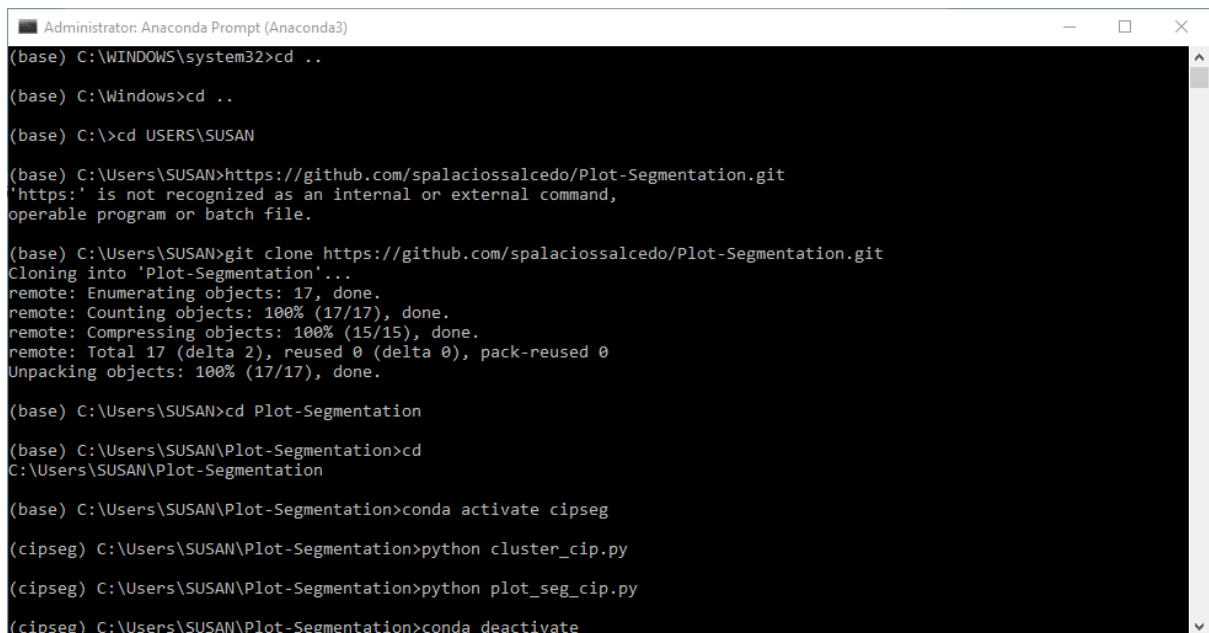 Administrator: Anaconda Prompt (Anaconda3)
(base) C:\WINDOWS\system32>cd ..
(base) C:\Windows>cd ..
(base) C:\>cd USERS\SUSAN
(base) C:\Users\SUSAN>https://github.com/spalaciossalcedo/Plot-Segmentation.git
'https:' is not recognized as an internal or external command,
operable program or batch file.
(base) C:\Users\SUSAN>git clone https://github.com/spalaciossalcedo/Plot-Segmentation.git
Cloning into 'Plot-Segmentation'...
remote: Enumerating objects: 17, done.
remote: Counting objects: 100% (17/17), done.
remote: Compressing objects: 100% (15/15), done.
remote: Total 17 (delta 2), reused 0 (delta 0), pack-reused 0
Unpacking objects: 100% (17/17), done.
(base) C:\Users\SUSAN>cd Plot-Segmentation
(base) C:\Users\SUSAN\Plot-Segmentation>cd
C:\Users\SUSAN\Plot-Segmentation
(base) C:\Users\SUSAN\Plot-Segmentation>conda activate cipseg
(cipseg) C:\Users\SUSAN\Plot-Segmentation>python cluster_cip.py
(cipseg) C:\Users\SUSAN\Plot-Segmentation>python plot_seg_cip.py
(cipseg) C:\Users\SUSAN\Plot-Segmentation>conda deactivate